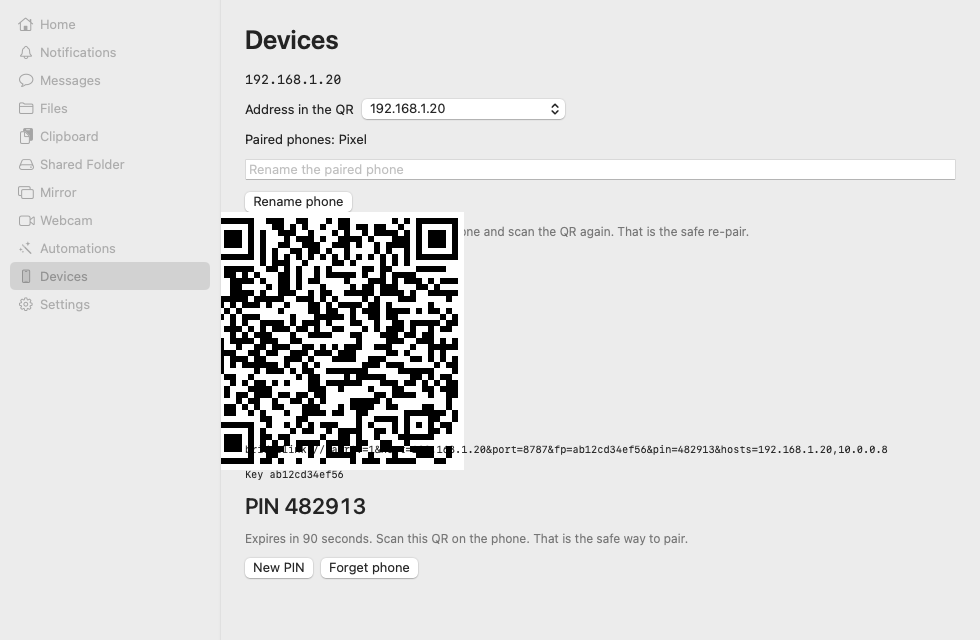 Home
Notifications
Messages
Files
Clipboard
Shared Folder
Mirror
Webcam
Automations
Devices
Settings
Devices
192.168.1.20
Address in the QR 192.168.1.20
Paired phones: Pixel
Rename the paired phone
Rename phone
and scan the QR again. That is the safe re-pair.
1.20&port=8787&fp=ab12cd34ef56&pin=482913&hosts=192.168.1.20,10.0.0.8
Key ab12cd34ef56
PIN 482913
Expires in 90 seconds. Scan this QR on the phone. That is the safe way to pair.
New PIN Forget phone